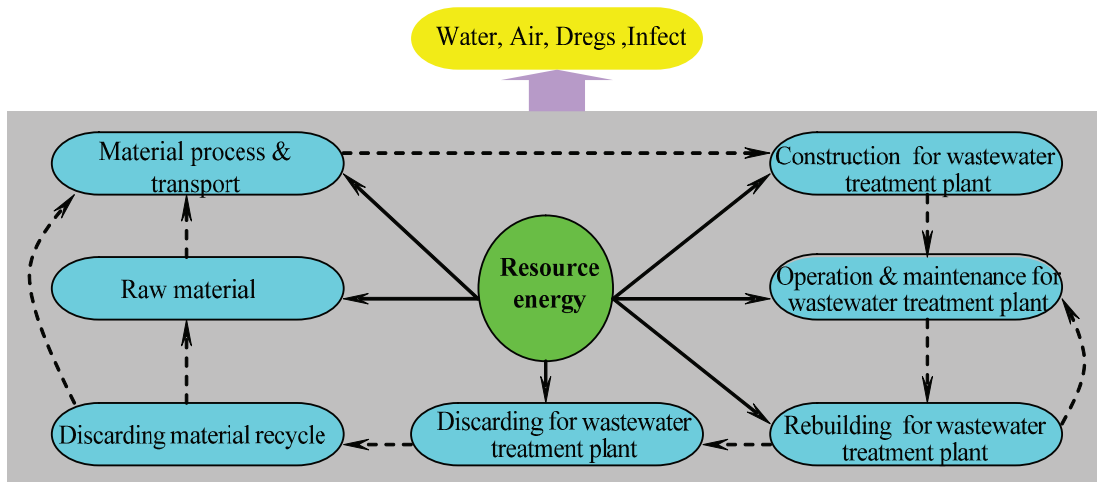 Water, Air, Dregs ,Infect
Material process &
transport
Construction for wastewater
treatment plant
Resource
energy
Raw material
Operation & maintenance for
wastewater treatment plant
Discarding material recycle
Discarding for wastewater
treatment plant
Rebuilding for wastewater
treatment plant